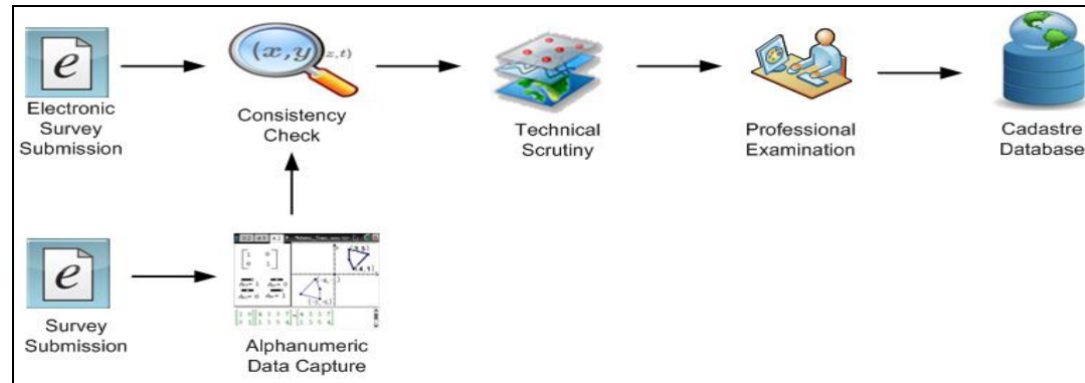 e
Electronic
Survey
Submission
(x,y,z,t)
Consistency
Check
Technical
Scrutiny
Professional
Examination
Cadastre
Database
e
Survey
Submission
Alphanumeric
Data Capture